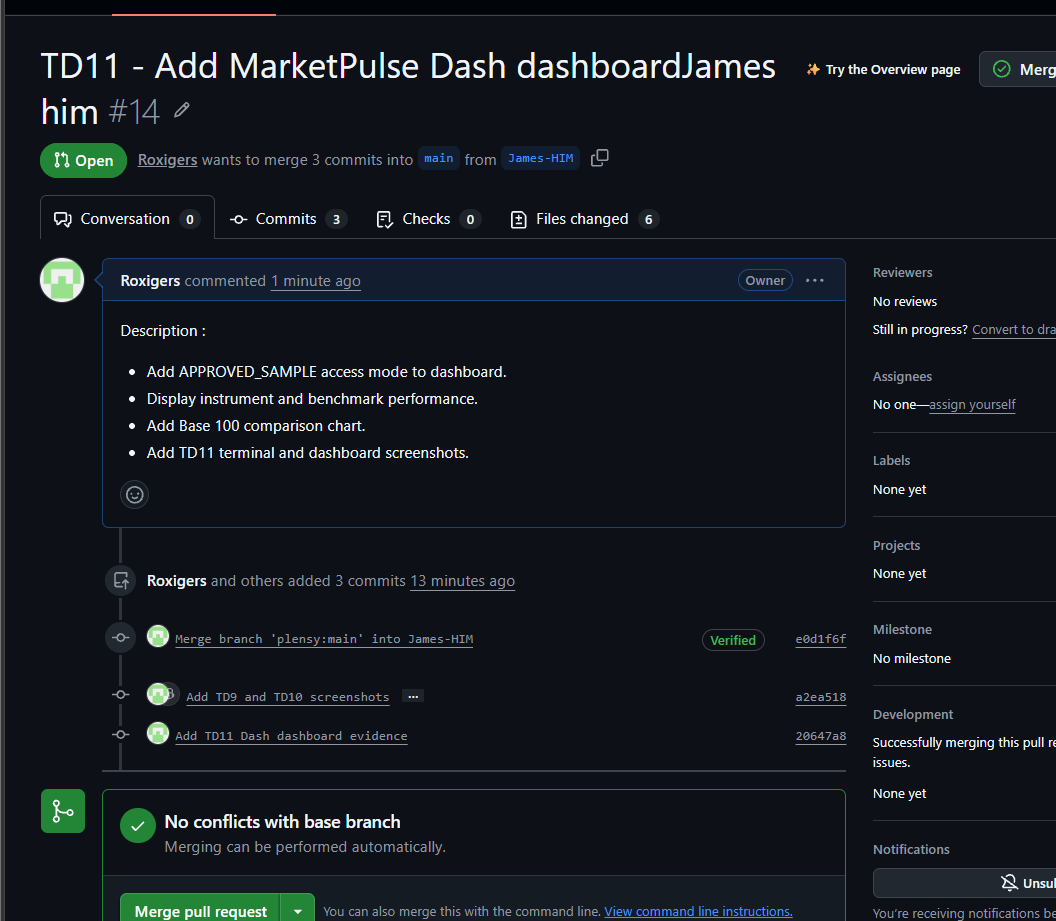 TD11 - Add MarketPulse Dash dashboardJames
him #14
✨ Try the Overview page
Merg
Open
Roxigers wants to merge 3 commits into main from James-HIM
Conversation 0
Commits 3
Checks 0
Files changed 6
Roxigers commented 1 minute ago
Owner
Description :
• Add APPROVED_SAMPLE access mode to dashboard.
• Display instrument and benchmark performance.
• Add Base 100 comparison chart.
• Add TD11 terminal and dashboard screenshots.
Roxigers and others added 3 commits 13 minutes ago
Merge branch 'plensy:main' into James-HIM
Verified
e0d1f6f
Add TD9 and TD10 screenshots ...
a2ea518
Add TD11 Dash dashboard evidence
20647a8
No conflicts with base branch
Merging can be performed automatically.
Merge pull request
You can also merge this with the command line. View command line instructions.
Reviewers
No reviews
Still in progress? Convert to dra
Assignees
No one—assign yourself
Labels
None yet
Projects
None yet
Milestone
No milestone
Development
Successfully merging this pull re
issues.
None yet
Notifications
Unsul
You're receiving notifications be